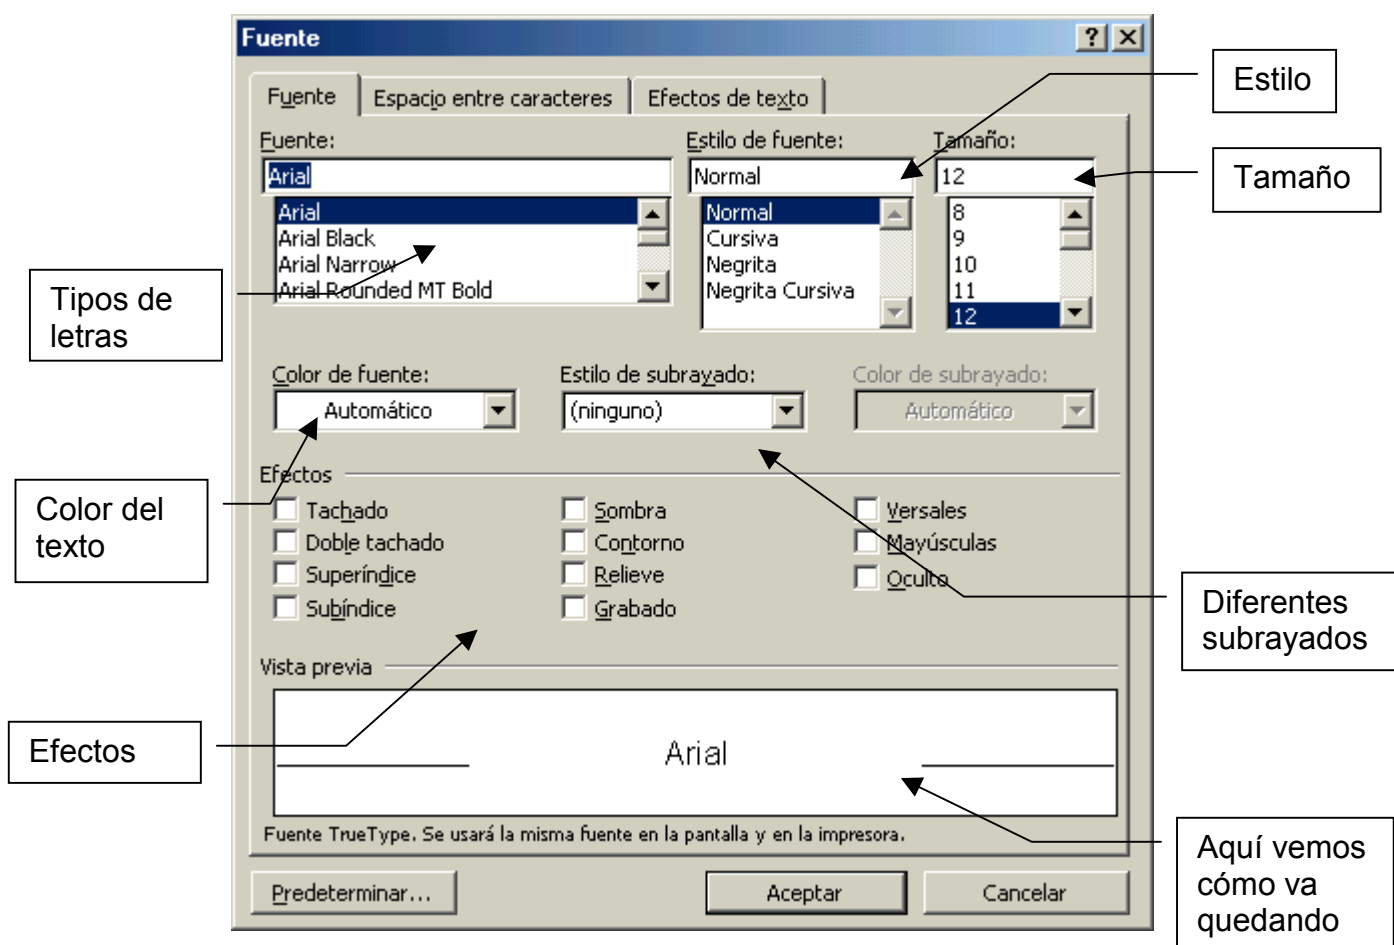 Fuente
Estilo
Fuente Espacio entre caracteres Efectos de texto
Fuente: Estilo de fuente: Tamaño:
Arial Normal 12
Tamaño
Arial Normal 8
Arial Black Cursiva 9
Arial Narrow Negrita 10
Arial Rounded MT Bold Negrita Cursiva 11
12
Tipos de
letras
Color de fuente: Estilo de subrayado: Color de subrayado:
Automático (ninguno) Automático
Efectos
Color del
texto
Tachado Sombra Versales
Doble tachado Contorno Mayúsculas
Superíndice Relieve Oculto
Subíndice Grabado
Diferentes
subrayados
Vista previa
Efectos
Arial
Fuente TrueType. Se usará la misma fuente en la pantalla y en la impresora.
Aquí vemos
cómo va
quedando
Predeterminar... Aceptar Cancelar